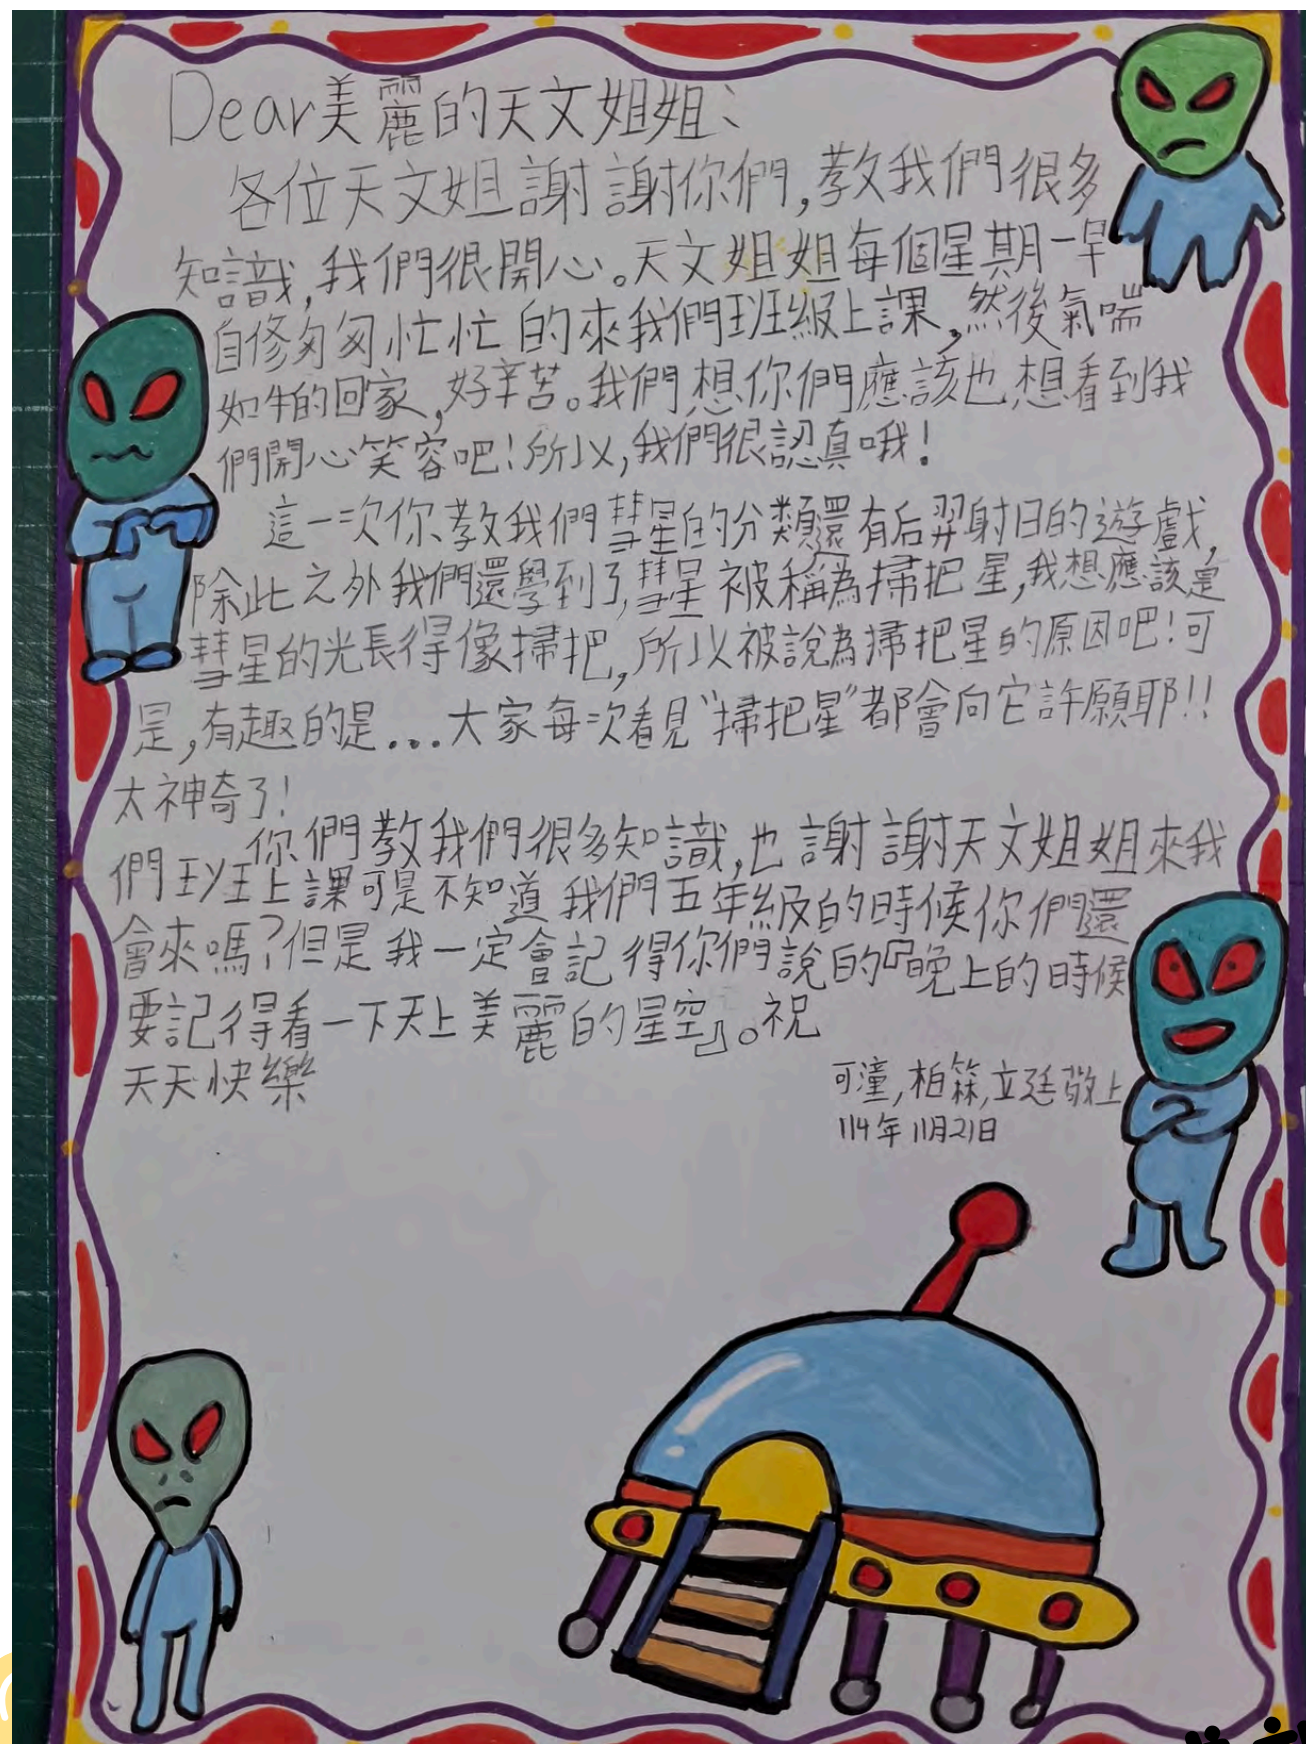 Dear美麗的天文姐姐:
各位天文姐謝謝你們,教我們很多
知識,我們很開心。天文姐姐每個星期一早
自修匆匆忙忙的來我們班級上課,然後氣喘
如牛的回家,好辛苦。我們想你們應該也想看到我
們開心笑容吧!所以,我們很認真哦!
這一次你教我們彗星的分類還有后羿射日的遊戲,
除此之外我們還學到了,彗星被稱為掃把星,我想應該是
彗星的光長得像掃把,所以被說為掃把星的原因吧!可
是,有趣的是...大家每次看見“掃把星”都會向它許願耶!!
太神奇了!
你們教我們很多知識,也謝謝天文姐姐來我
們班上課可是不知道我們五年級的時候你們還
會來嗎?但是我一定會記得你們說的『晚上的時候
要記得看一下天上美麗的星空』。祝
天天快樂
可潼,柏箖,立廷敬上
114年11月21日